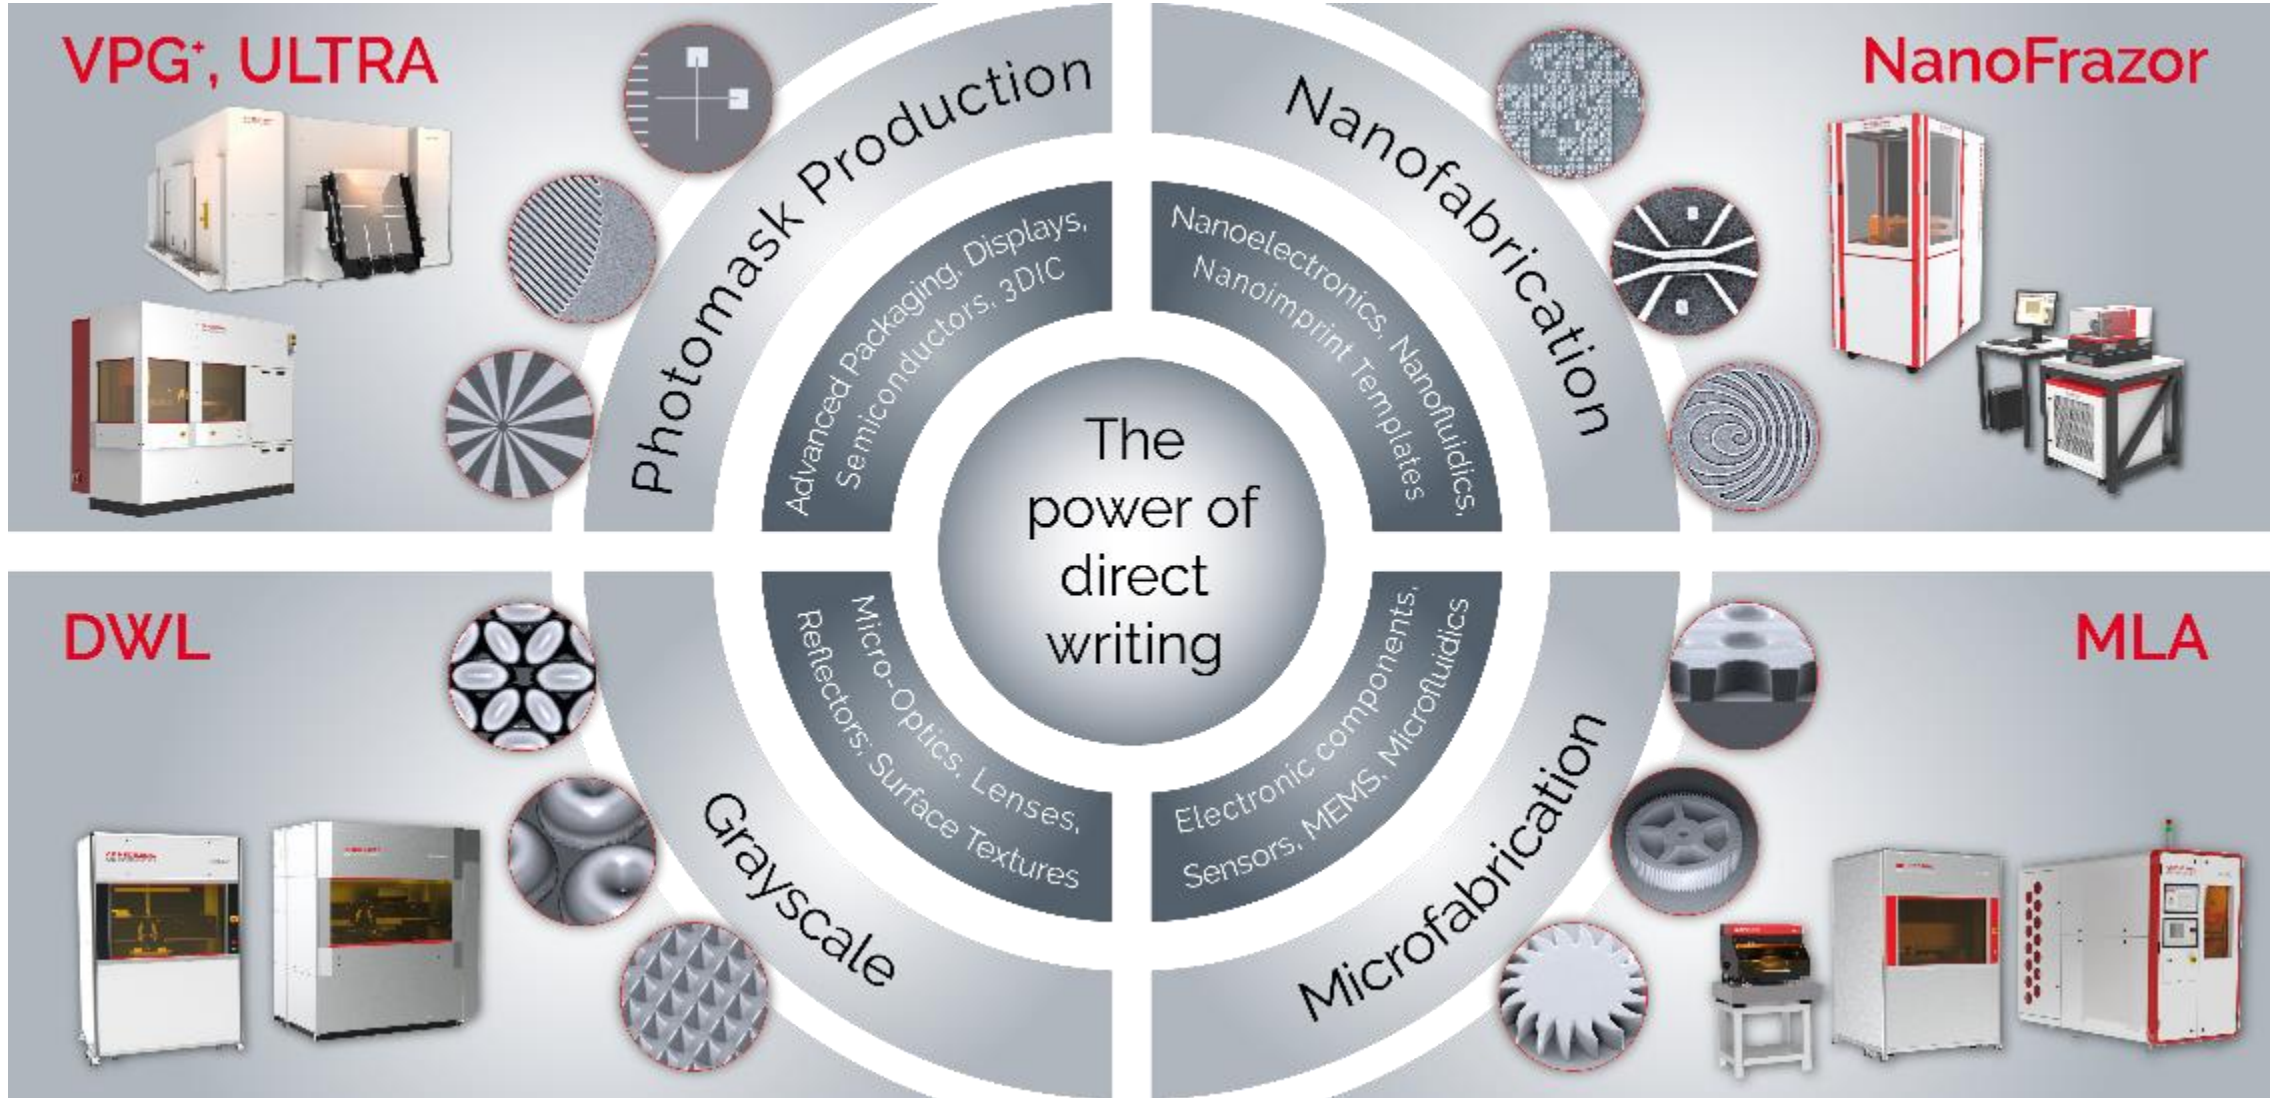 VPG⁺, ULTRA
Photomask Production
Advanced Packaging, Displays,
Semiconductors, 3DIC
NanoFrazor
Nanofabrication
Nanoelectronics, Nanofluidics,
Nanoimprint Templates
The
power of
direct
writing
DWL
Grayscale
Micro-Optics, Lenses,
Reflectors; Surface Textures
MLA
Microfabrication
Electronic components,
Sensors, MEMS, Microfluidics